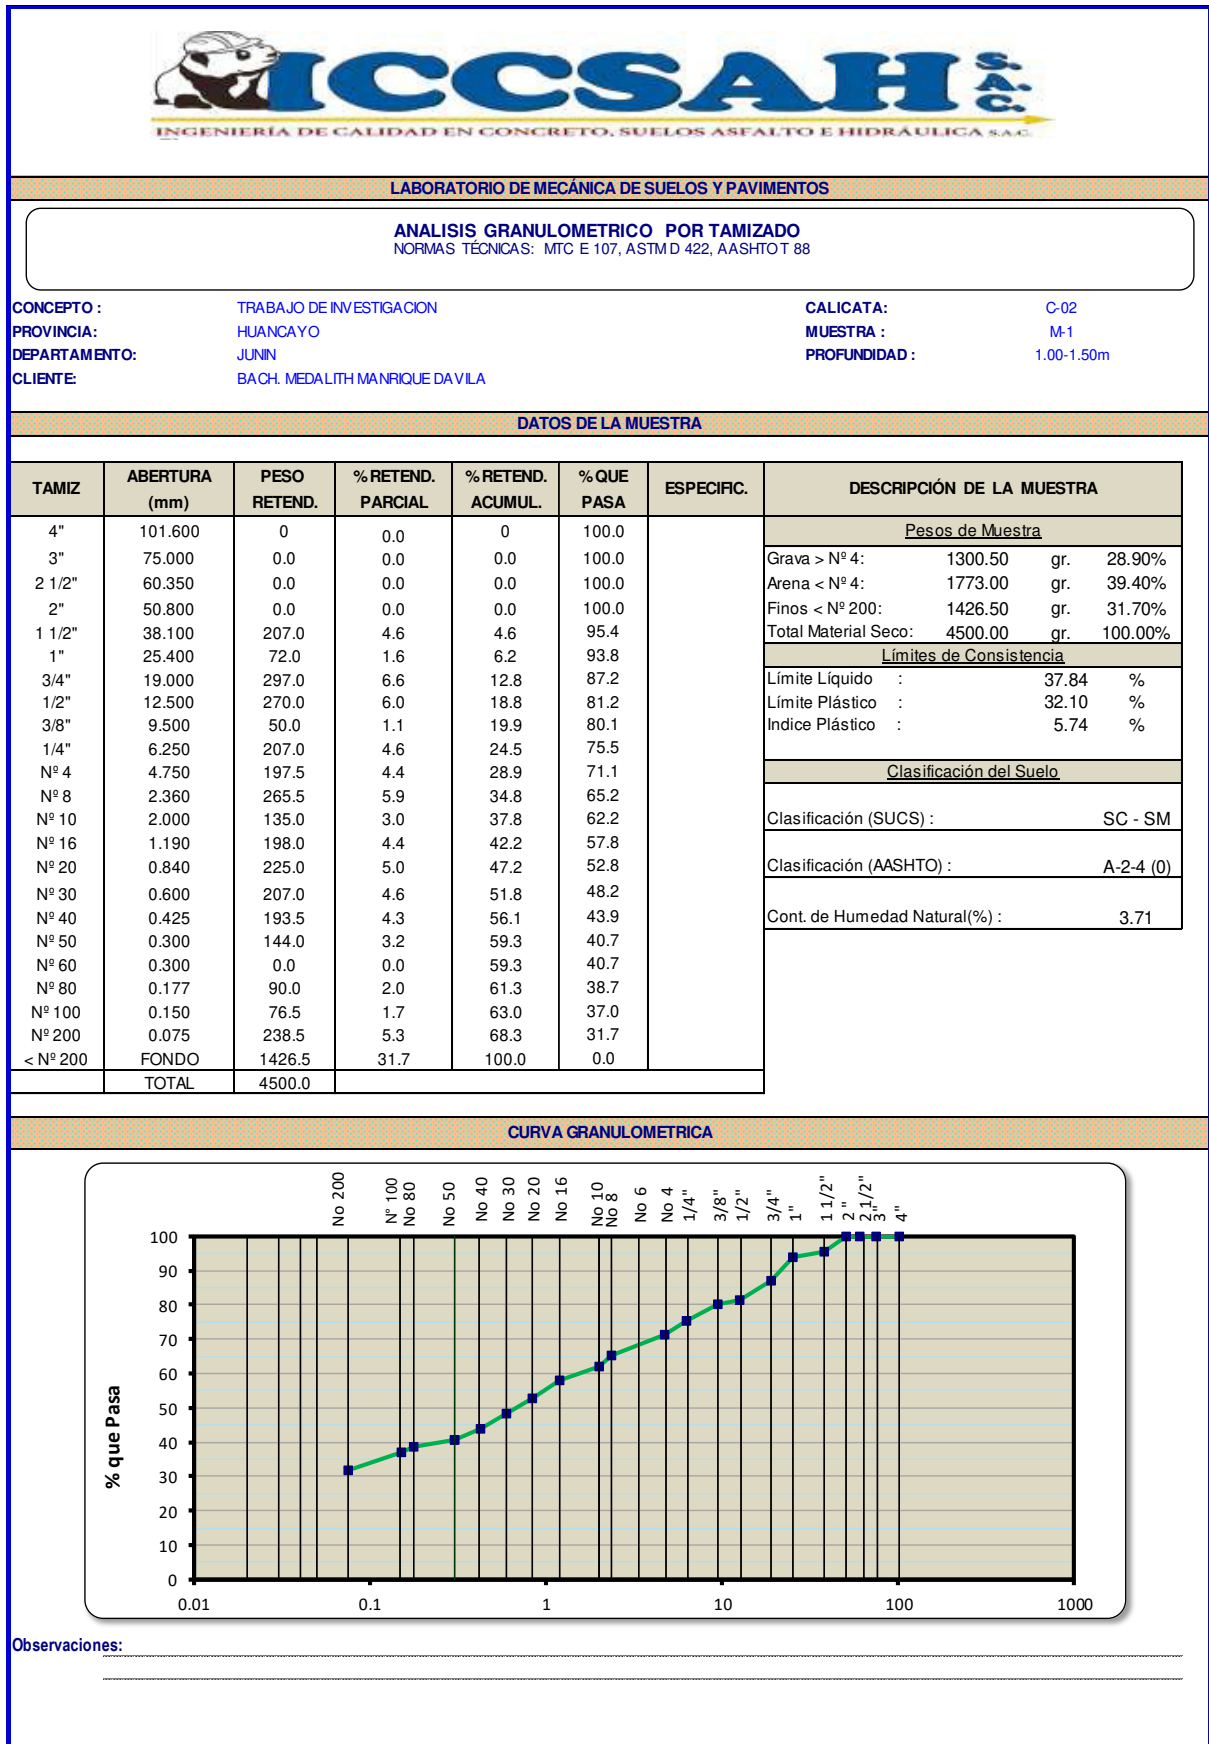 ICCSAH S.A.C.
INGENIERÍA DE CALIDAD EN CONCRETO, SUELOS ASFALTO E HIDRÁULICA S.A.C.
LABORATORIO DE MECÁNICA DE SUELOS Y PAVIMENTOS
ANALISIS GRANULOMETRICO POR TAMIZADO
NORMAS TÉCNICAS: MTC E 107, ASTM D 422, AASHTO T 88
CONCEPTO : TRABAJO DE INVESTIGACION CALICATA: C-02
PROVINCIA: HUANCAYO MUESTRA : M-1
DEPARTAMENTO: JUNIN PROFUNDIDAD : 1.00-1.50m
CLIENTE: BACH. MEDALITH MANRIQUE DAVILA
DATOS DE LA MUESTRA
TAMIZ ABERTURA (mm) PESO RETEND. % RETEND. PARCIAL % RETEND. ACUMUL. % QUE PASA ESPECIFIC. DESCRIPCIÓN DE LA MUESTRA
4" 101.600 0 0.0 0 100.0 Pesos de Muestra
3" 75.000 0.0 0.0 0.0 100.0 Grava > Nº 4: 1300.50 gr. 28.90%
2 1/2" 60.350 0.0 0.0 0.0 100.0 Arena < Nº 4: 1773.00 gr. 39.40%
2" 50.800 0.0 0.0 0.0 100.0 Finos < Nº 200: 1426.50 gr. 31.70%
1 1/2" 38.100 207.0 4.6 4.6 95.4 Total Material Seco: 4500.00 gr. 100.00%
1" 25.400 72.0 1.6 6.2 93.8 Límites de Consistencia
3/4" 19.000 297.0 6.6 12.8 87.2 Límite Líquido : 37.84 %
1/2" 12.500 270.0 6.0 18.8 81.2 Límite Plástico : 32.10 %
3/8" 9.500 50.0 1.1 19.9 80.1 Indice Plástico : 5.74 %
1/4" 6.250 207.0 4.6 24.5 75.5
Nº 4 4.750 197.5 4.4 28.9 71.1 Clasificación del Suelo
Nº 8 2.360 265.5 5.9 34.8 65.2
Nº 10 2.000 135.0 3.0 37.8 62.2 Clasificación (SUCS) : SC - SM
Nº 16 1.190 198.0 4.4 42.2 57.8
Nº 20 0.840 225.0 5.0 47.2 52.8 Clasificación (AASHTO) : A-2-4 (0)
Nº 30 0.600 207.0 4.6 51.8 48.2
Nº 40 0.425 193.5 4.3 56.1 43.9 Cont. de Humedad Natural(%) : 3.71
Nº 50 0.300 144.0 3.2 59.3 40.7
Nº 60 0.300 0.0 0.0 59.3 40.7
Nº 80 0.177 90.0 2.0 61.3 38.7
Nº 100 0.150 76.5 1.7 63.0 37.0
Nº 200 0.075 238.5 5.3 68.3 31.7
< Nº 200 FONDO 1426.5 31.7 100.0 0.0
TOTAL 4500.0
CURVA GRANULOMETRICA
No 200 N° 100 No 80 No 50 No 40 No 30 No 20 No 16 No 10 No 8 No 6 No 4 1/4" 3/8" 1/2" 3/4" 1" 1 1/2" 2 " 2 1/2" 3" 4"
100
90
80
70
60
50
40
30
20
10
0
% que Pasa
0.01 0.1 1 10 100 1000
Observaciones: